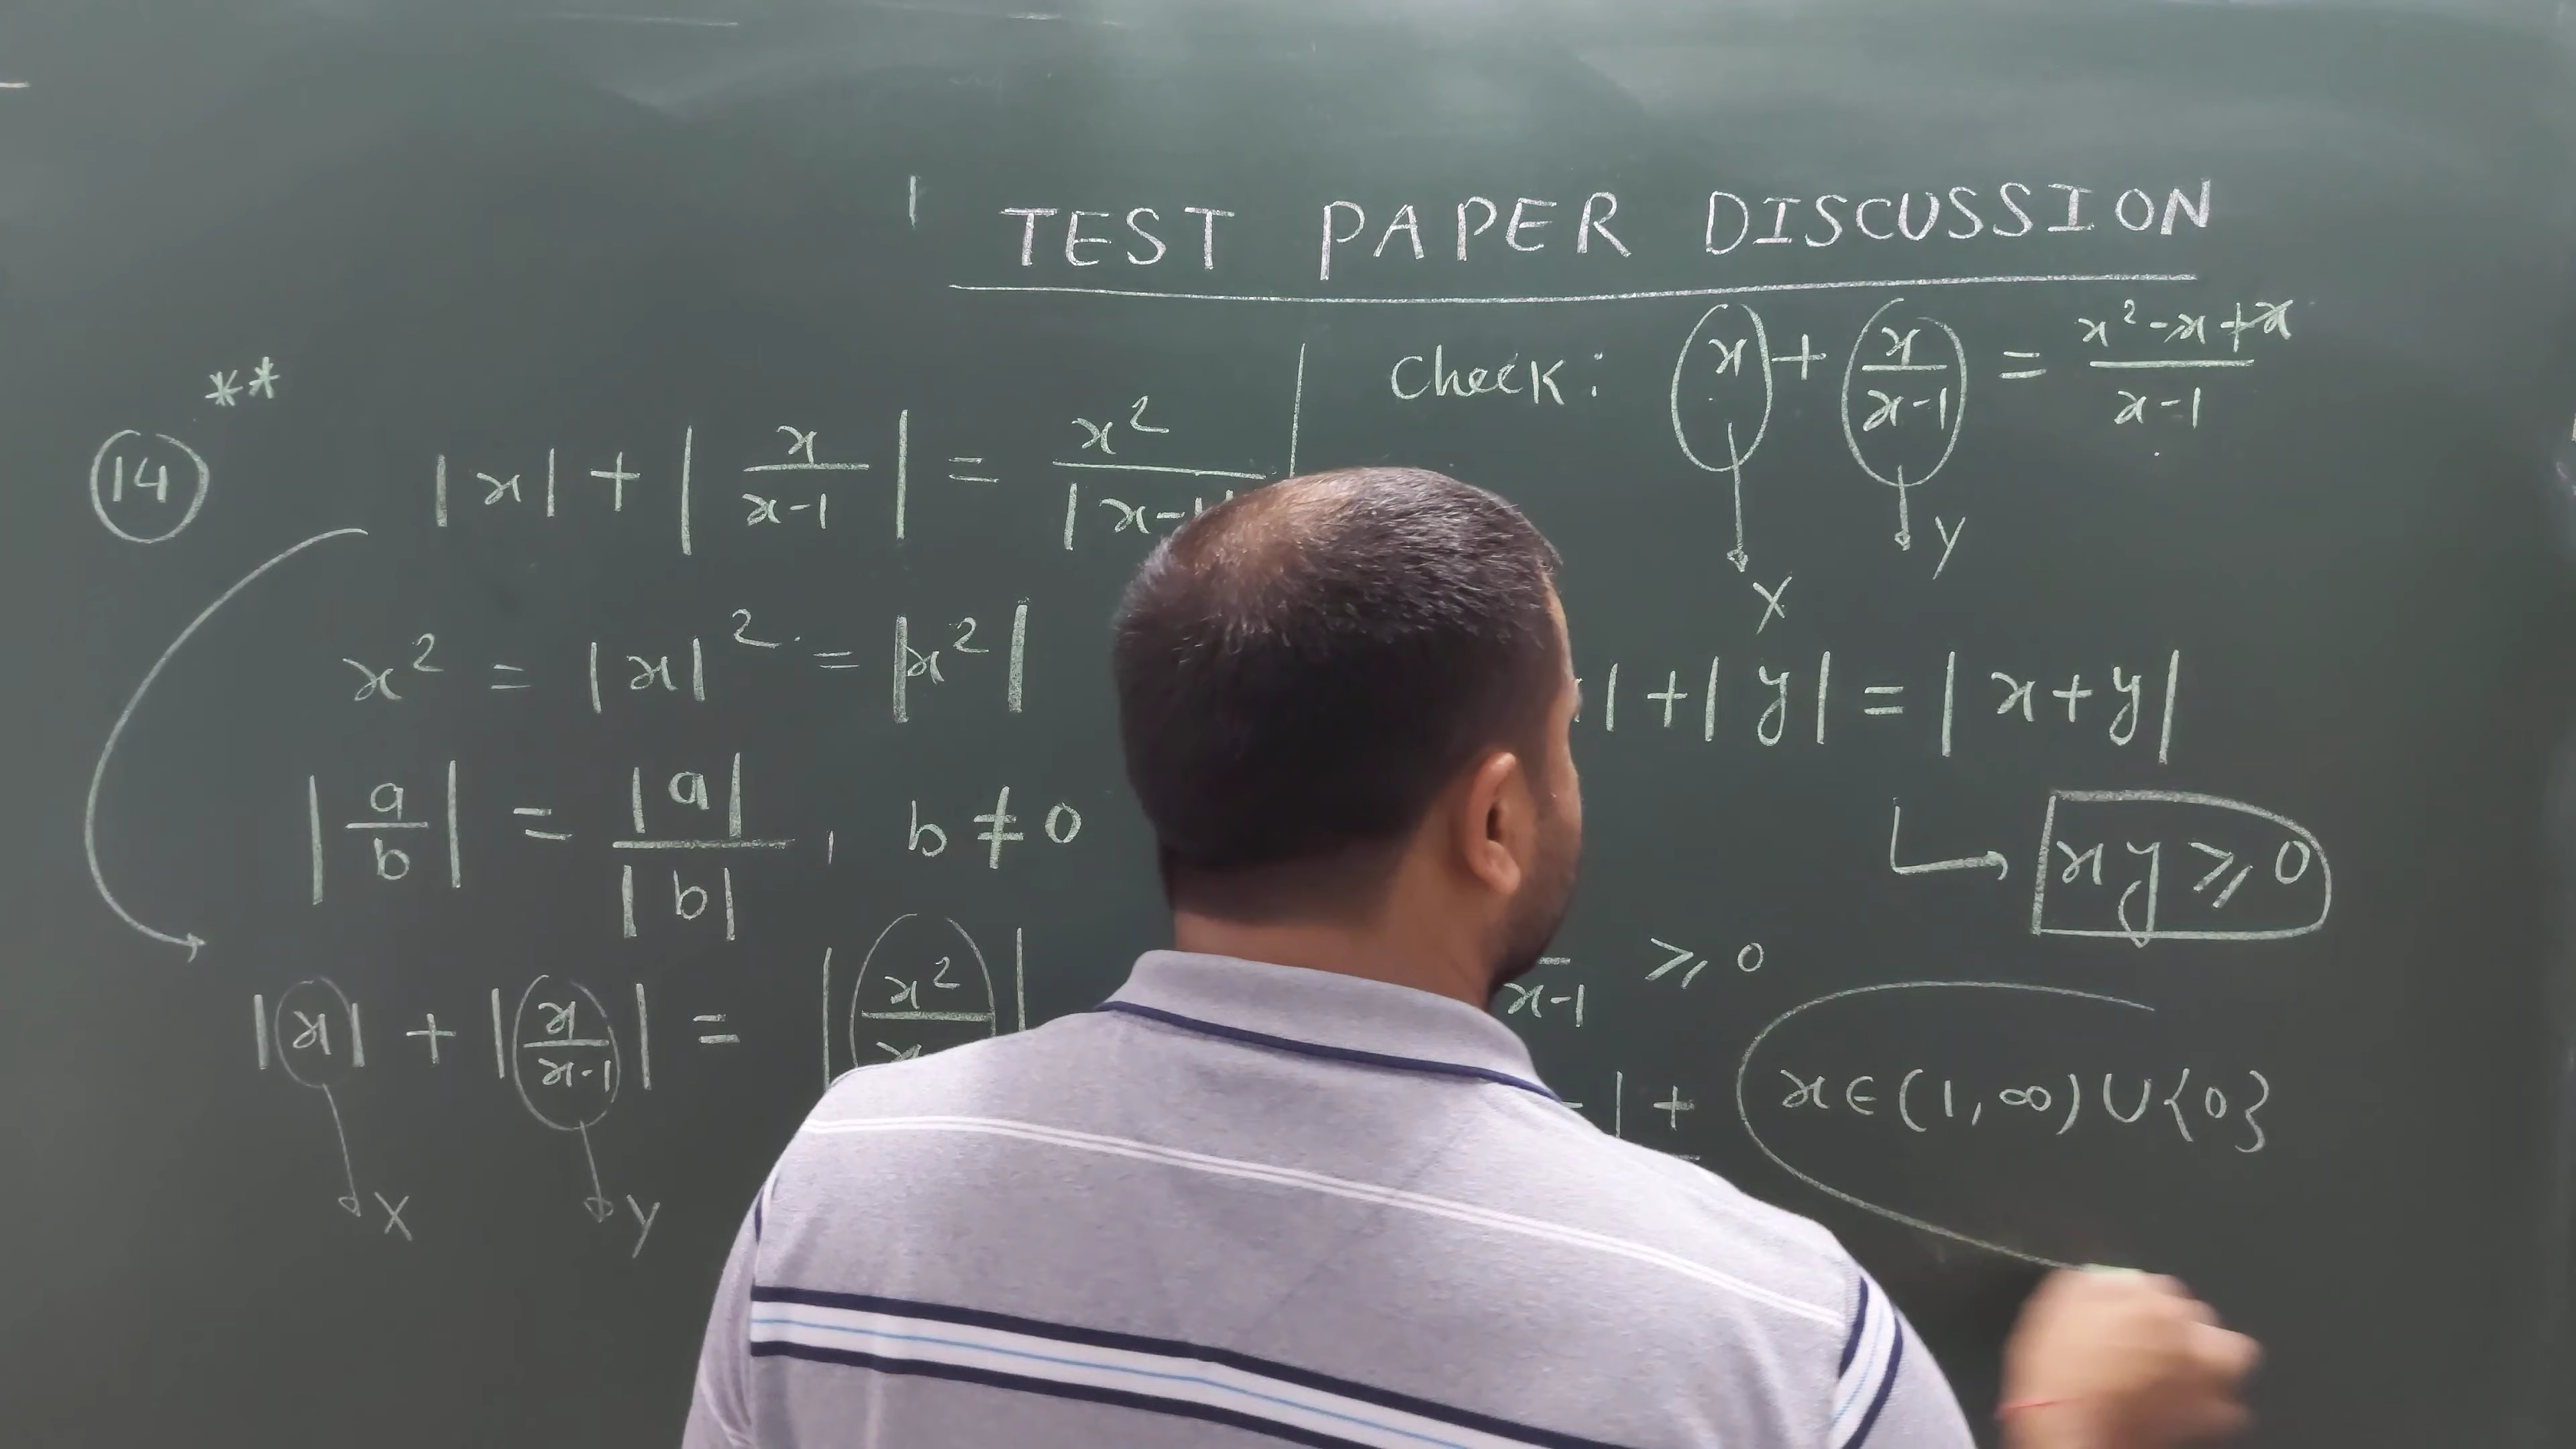 TEST PAPER DISCUSSION
**
(14) |x| + |x/(x-1)| = x²/|x-1|
x² = |x|² = |x²|
|a/b| = |a|/|b| , b ≠ 0
|x| + |x/(x-1)| = |x²/
X Y
Check: x + x/(x-1) = (x²-x+x)/(x-1)
X Y
| + |y| = |x+y|
xy ≥ 0
x-1 ≥ 0
+ x∈(1,∞)∪{0}